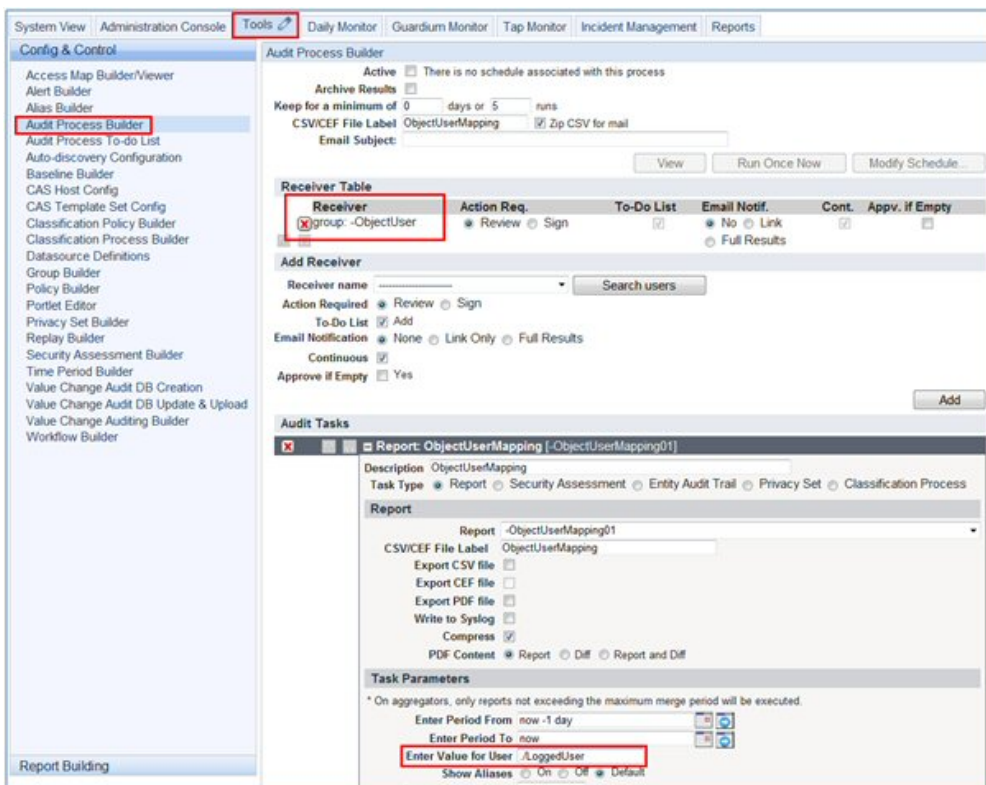 System View Administration Console Tools Daily Monitor Guardium Monitor Tap Monitor Incident Management Reports
Config & Control
Access Map Builder/Viewer
Alert Builder
Alias Builder
Audit Process Builder
Audit Process To-do List
Auto-discovery Configuration
Baseline Builder
CAS Host Config
CAS Template Set Config
Classification Policy Builder
Classification Process Builder
Datasource Definitions
Group Builder
Policy Builder
Portlet Editor
Privacy Set Builder
Replay Builder
Security Assessment Builder
Time Period Builder
Value Change Audit DB Creation
Value Change Audit DB Update & Upload
Value Change Auditing Builder
Workflow Builder
Report Building
Audit Process Builder
Active There is no schedule associated with this process
Archive Results
Keep for a minimum of 0 days or 5 runs
CSV/CEF File Label ObjectUserMapping Zip CSV for mail
Email Subject:
View Run Once Now Modify Schedule...
Receiver Table
Receiver Action Req. To-Do List Email Notif. Cont. Appv. if Empty
group: -ObjectUser Review Sign No Link
Full Results
Add Receiver
Receiver name -------------------- Search users
Action Required Review Sign
To-Do List Add
Email Notification None Link Only Full Results
Continuous
Approve if Empty Yes
Add
Audit Tasks
Report: ObjectUserMapping [-ObjectUserMapping01]
Description ObjectUserMapping
Task Type Report Security Assessment Entity Audit Trail Privacy Set Classification Process
Report
Report -ObjectUserMapping01
CSV/CEF File Label ObjectUserMapping
Export CSV file
Export CEF file
Export PDF file
Write to Syslog
Compress
PDF Content Report Diff Report and Diff
Task Parameters
* On aggregators, only reports not exceeding the maximum merge period will be executed.
Enter Period From now -1 day
Enter Period To now
Enter Value for User ./LoggedUser
Show Aliases On Off Default